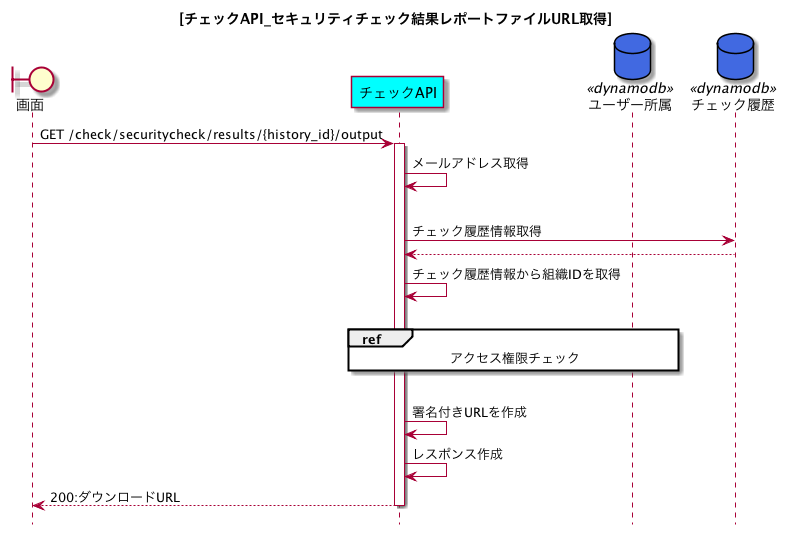 [チェックAPI_セキュリティチェック結果レポートファイルURL取得]
画面
チェックAPI
«dynamodb»
ユーザー所属
«dynamodb»
チェック履歴
GET /check/securitycheck/results/{history_id}/output
メールアドレス取得
チェック履歴情報取得
チェック履歴情報から組織IDを取得
ref
アクセス権限チェック
署名付きURLを作成
レスポンス作成
200:ダウンロードURL